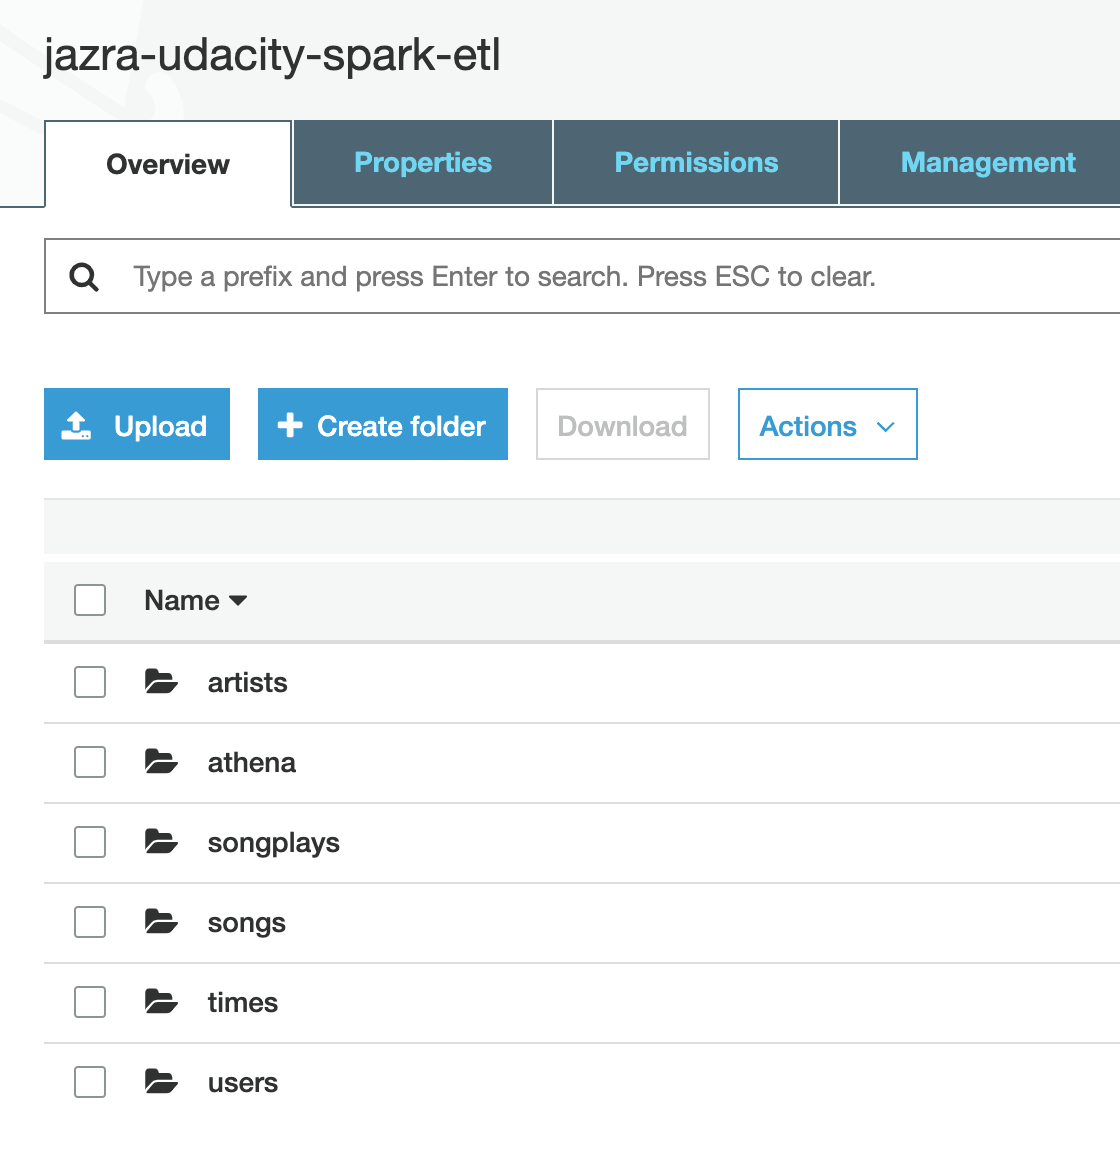 jazra-udacity-spark-etl
Overview Properties Permissions Management
Type a prefix and press Enter to search. Press ESC to clear.
Upload Create folder Download Actions
Name
artists
athena
songplays
songs
times
users